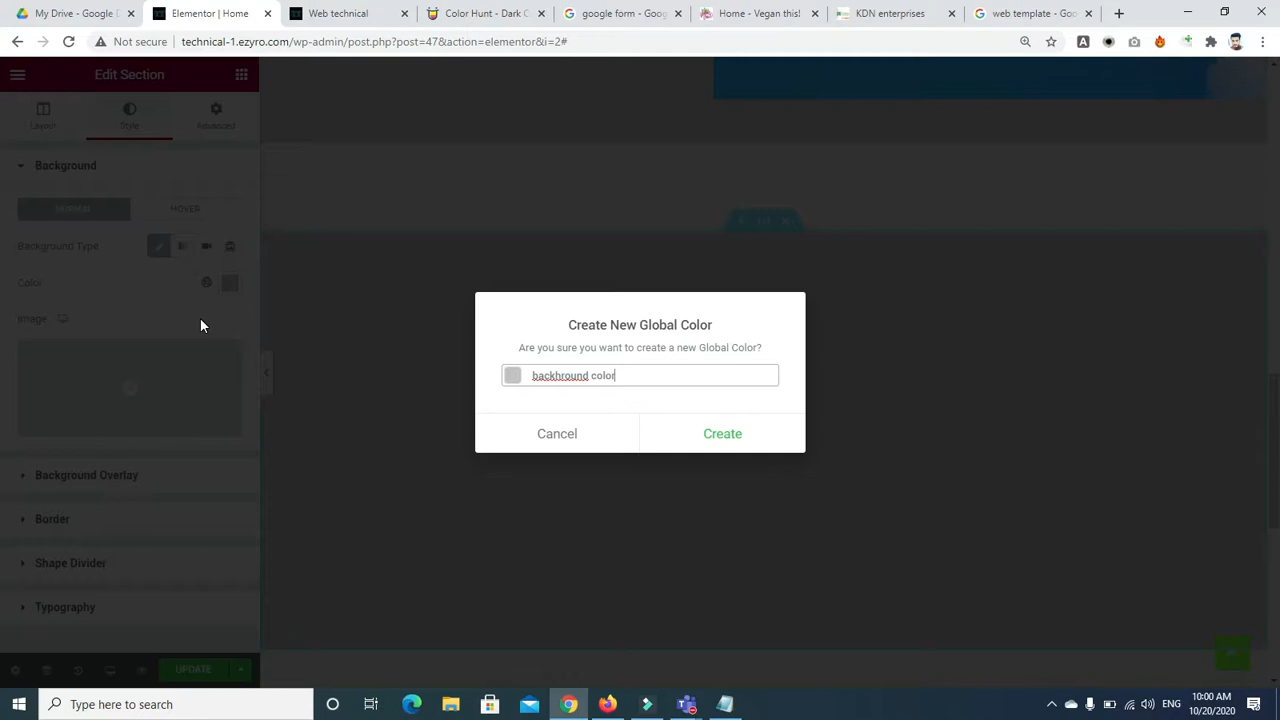 My Drive - Google D
Elementor | Home
Web technical
Color Hunt - Dark C
google form - Goog
Home - Vegan this!
KDN enterprises
web template - Goo
Not secure
technical-1.ezyro.com/wp-admin/post.php?post=47&action=elementor&i=2#
Edit Section
Layout
Style
Advanced
Background
NORMAL
HOVER
Background Type
Color
Image
Background Overlay
Border
Shape Divider
Typography
UPDATE
Create New Global Color
Are you sure you want to create a new Global Color?
backhround color
Cancel
Create
Type here to search
ENG
10:00 AM
10/20/2020